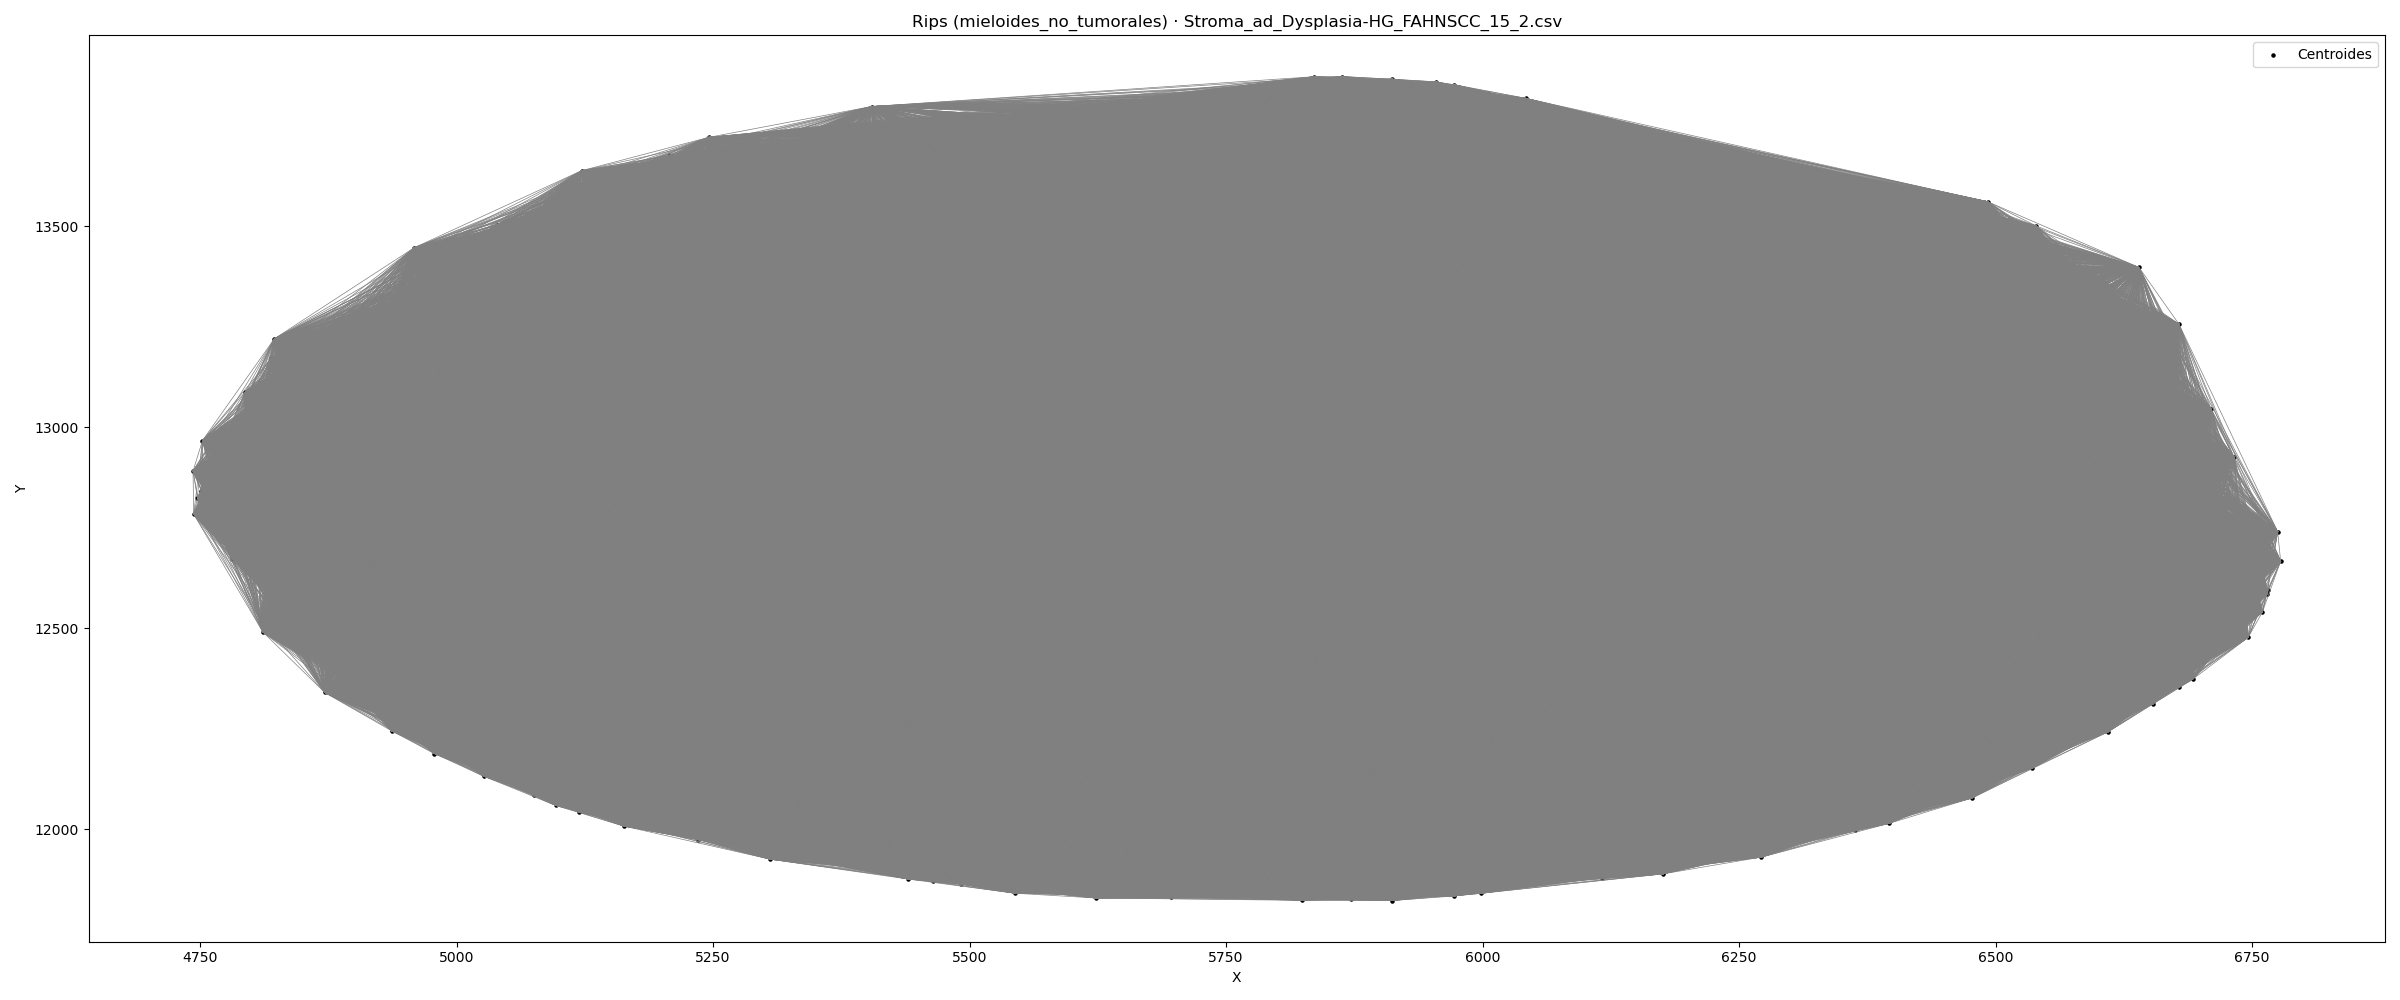 Rips (mieloides_no_tumorales) · Stroma_ad_Dysplasia-HG_FAHNSCC_15_2.csv
Centroides
13500
13000
12500
12000
Y
4750 5000 5250 5500 5750 6000 6250 6500 6750
X